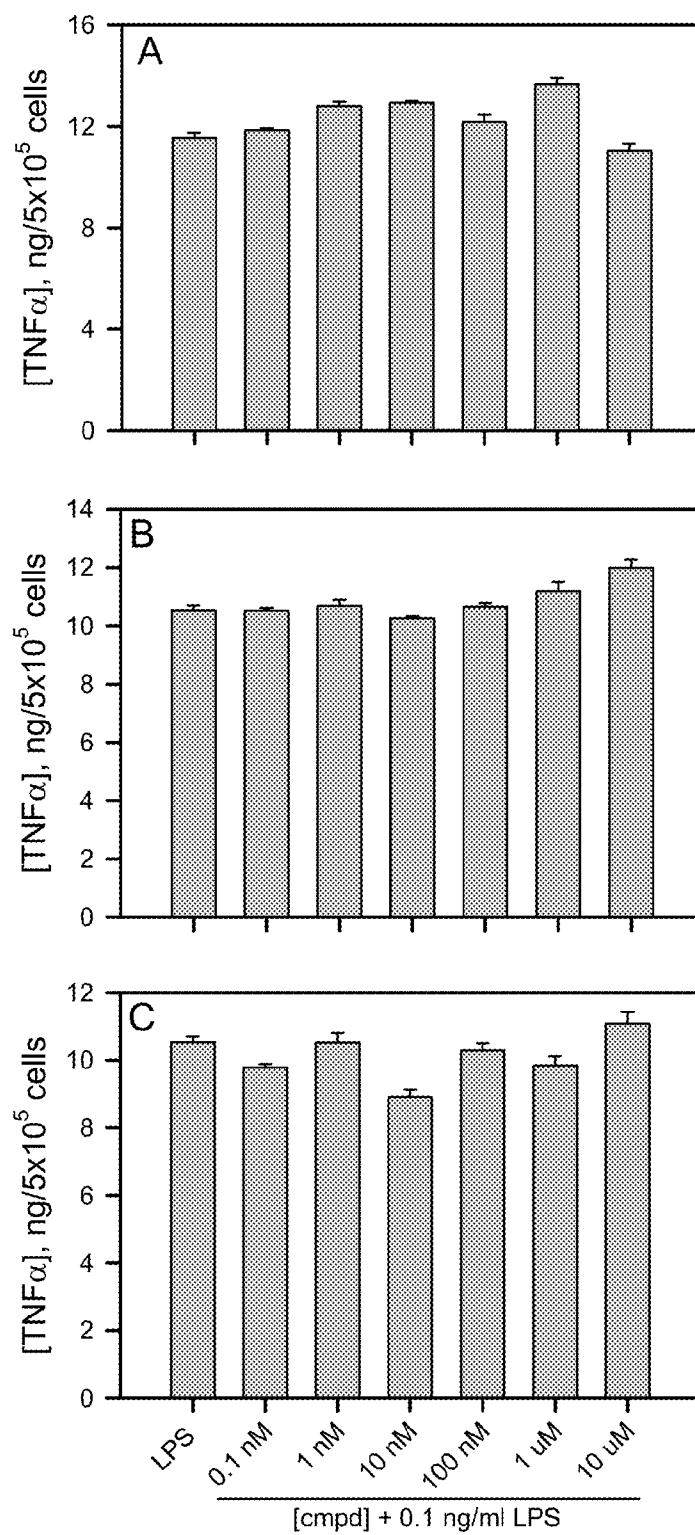 A
[TNFα], ng/5x10⁵ cells
16
12
8
4
0
B
[TNFα], ng/5x10⁵ cells
14
12
10
8
6
4
2
0
C
[TNFα], ng/5x10⁵ cells
12
10
8
6
4
2
0
LPS 0.1 nM 1 nM 10 nM 100 nM 1 uM 10 uM
[cmpd] + 0.1 ng/ml LPS